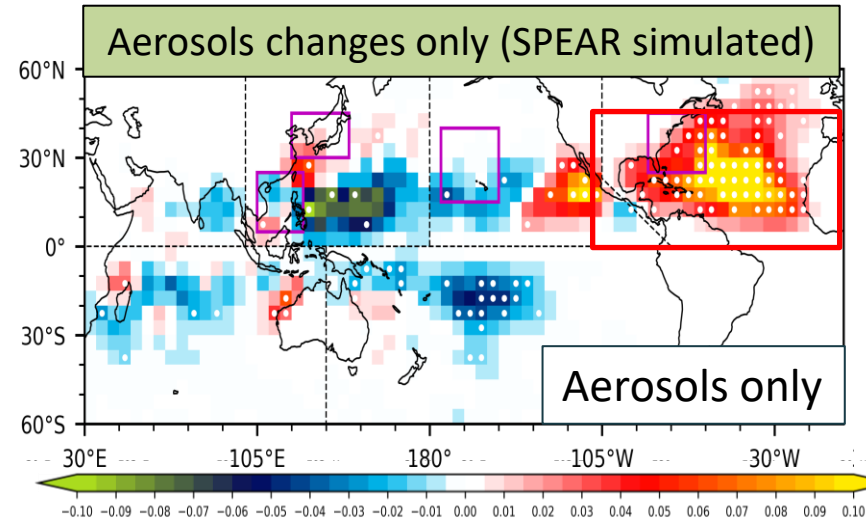 Aerosols changes only (SPEAR simulated)
60°N
30°N
0°
30°S
60°S
Aerosols only
30°E 105°E 180° 105°W 30°W
-0.10 -0.09 -0.08 -0.07 -0.06 -0.05 -0.04 -0.03 -0.02 -0.01 0.00 0.01 0.02 0.03 0.04 0.05 0.06 0.07 0.08 0.09 0.10